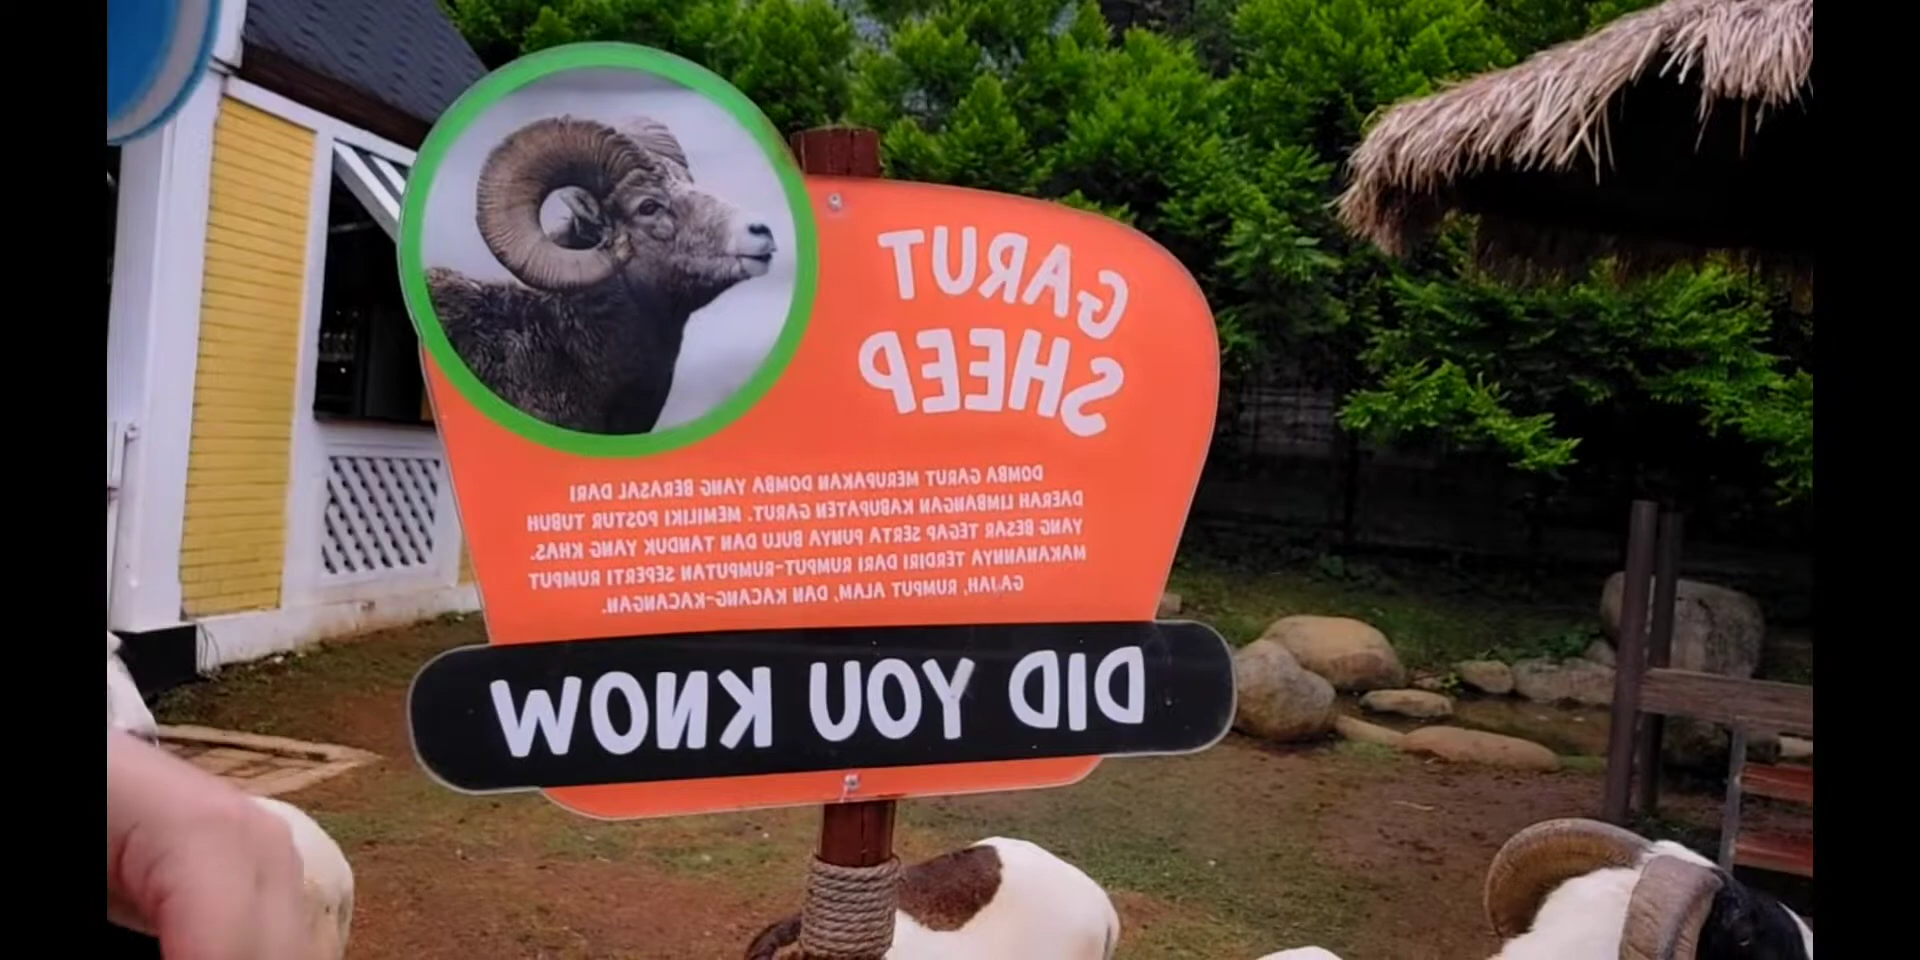 GARUT
SHEEP
DOMBA GARUT MERUPAKAN DOMBA YANG BERASAL DARI
DAERAH LIMBANGAN KABUPATEN GARUT. MEMILIKI POSTUR TUBUH
YANG BESAR TEGAP SERTA PUNYA BULU DAN TANDUK YANG KHAS.
MAKANANNYA TERDIRI DARI RUMPUT-RUMPUTAN SEPERTI RUMPUT
GAJAH, RUMPUT ALAM, DAN KACANG-KACANGAN.
DID YOU KNOW